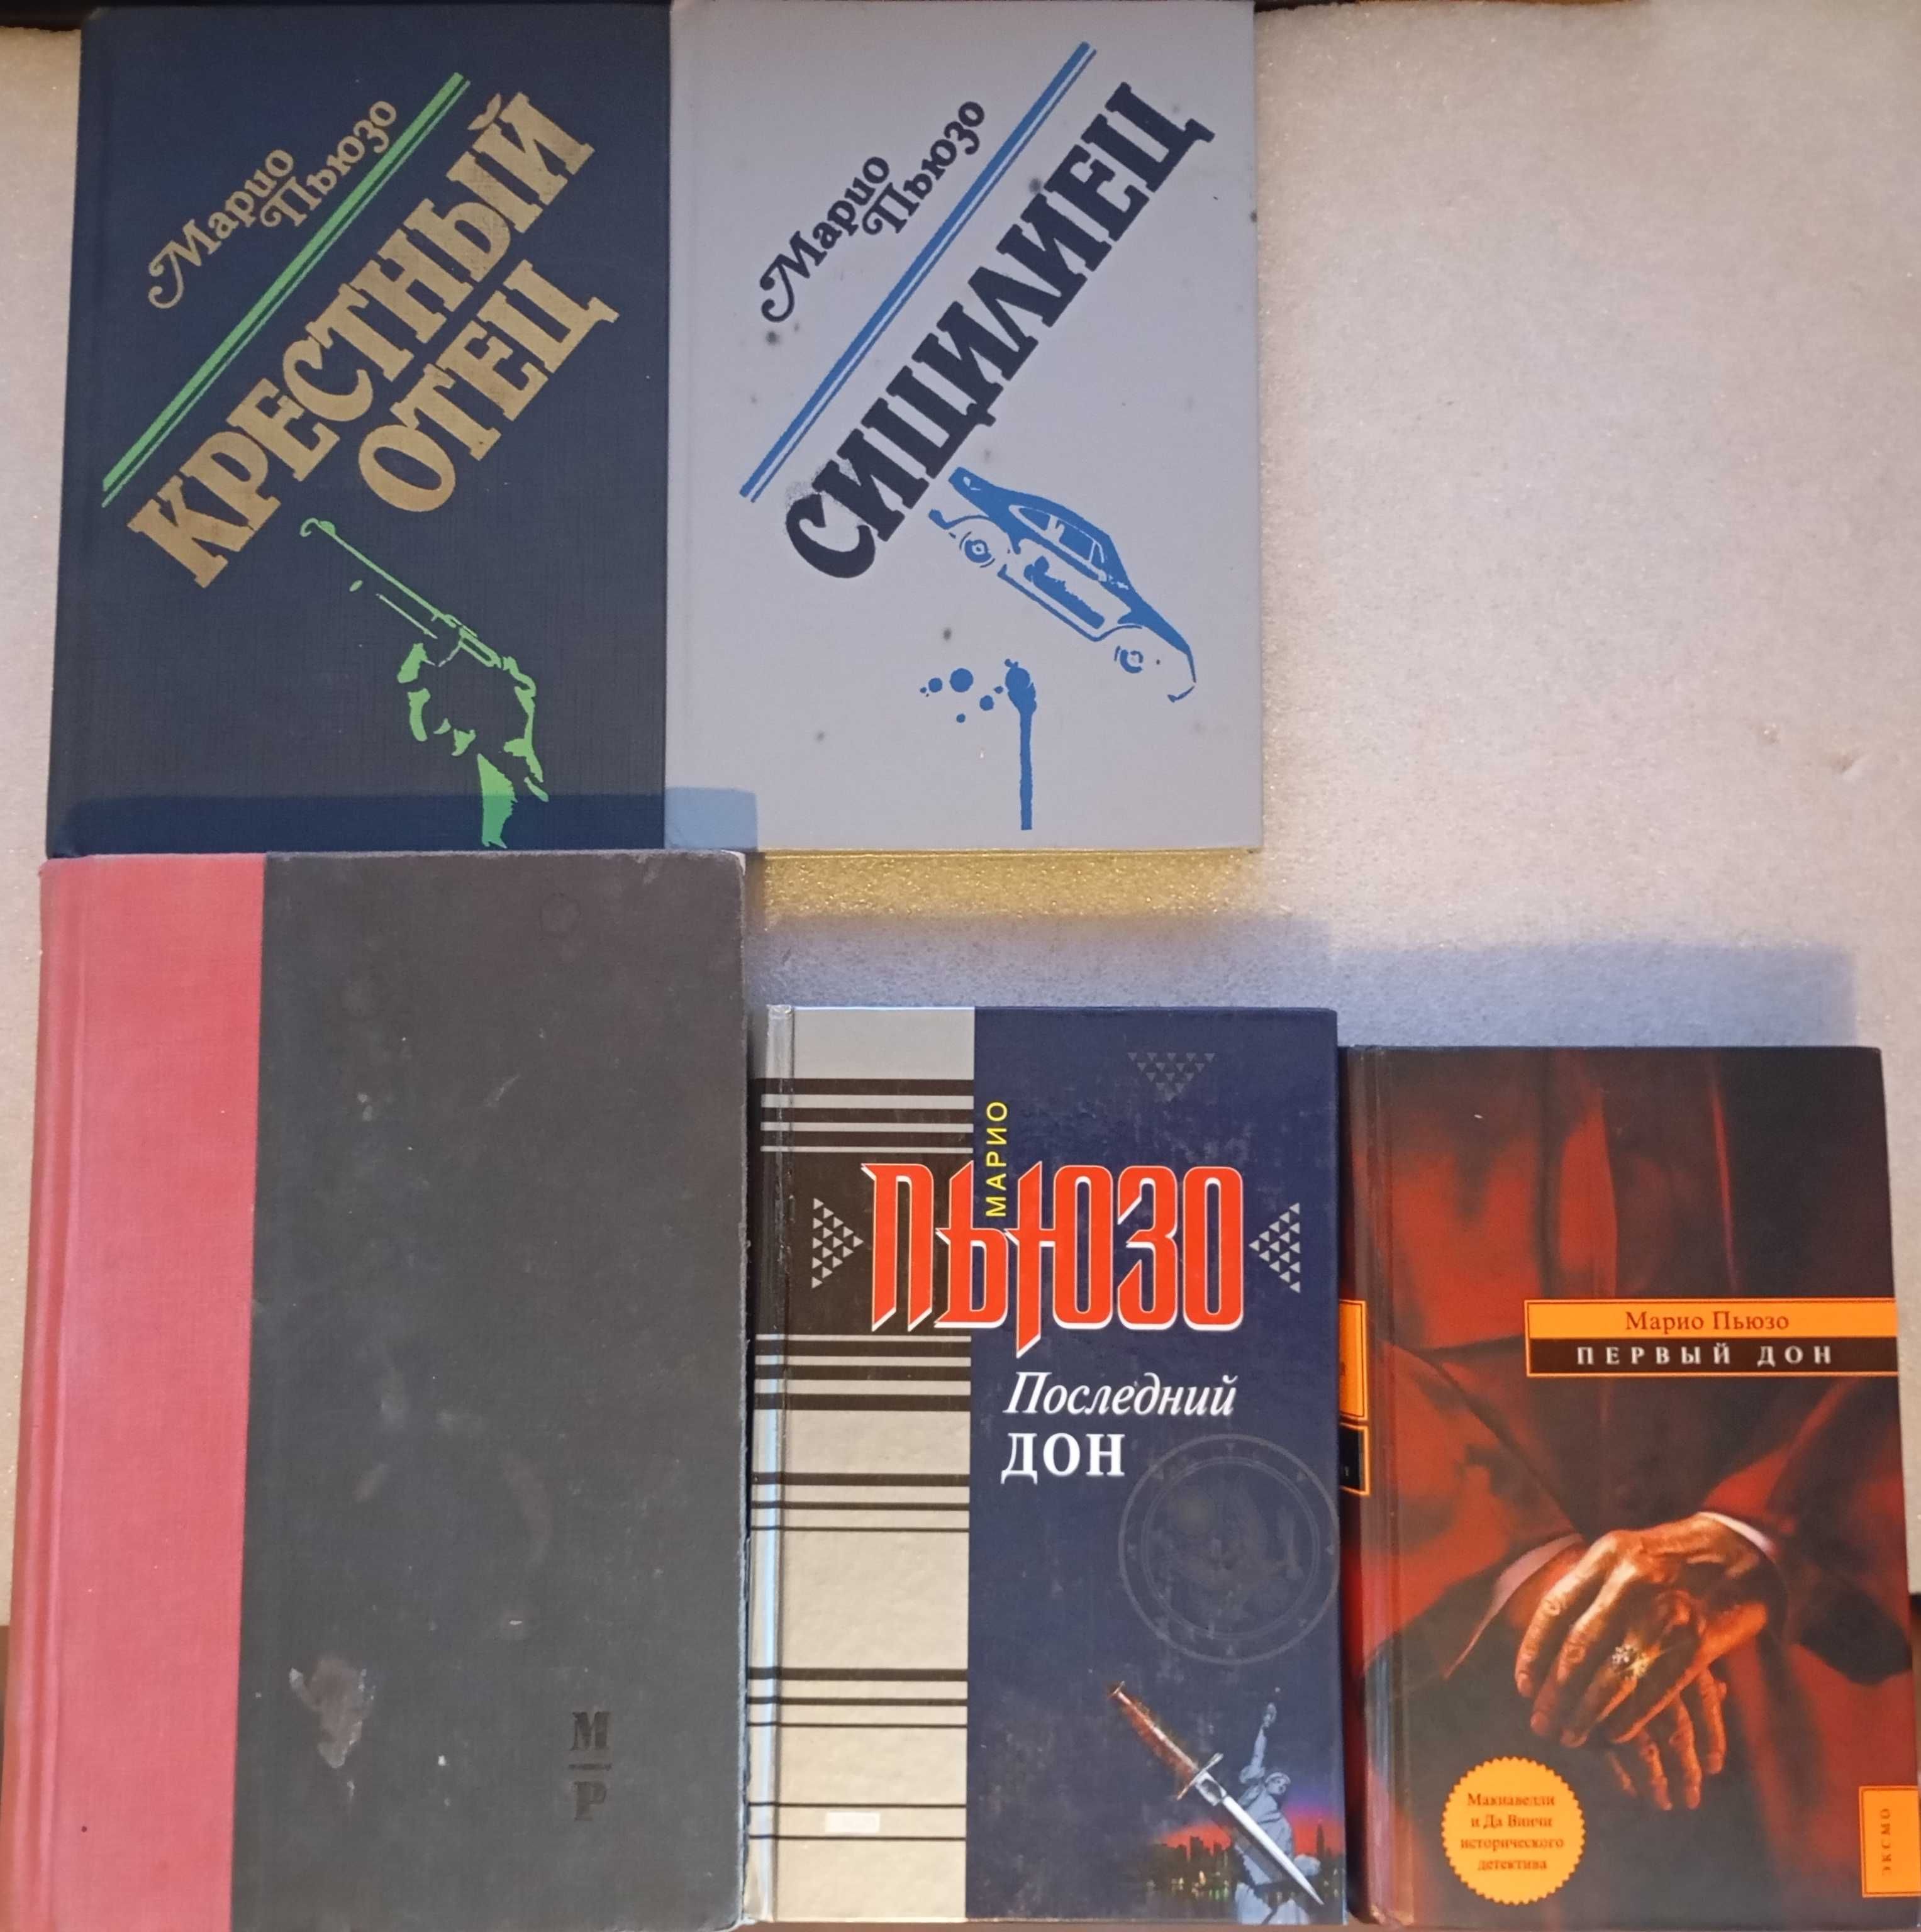 Марио
Пьюзо
КРЕСТНЫЙ
ОТЕЦ
Марио
Пьюзо
СИЦИЛИЕЦ
M
P
МАРИО
ПЬЮЗО
Последний
ДОН
Марио Пьюзо
ПЕРВЫЙ ДОН
Макиавелли
и Да Винчи
исторического
детектива
ЭКСМО